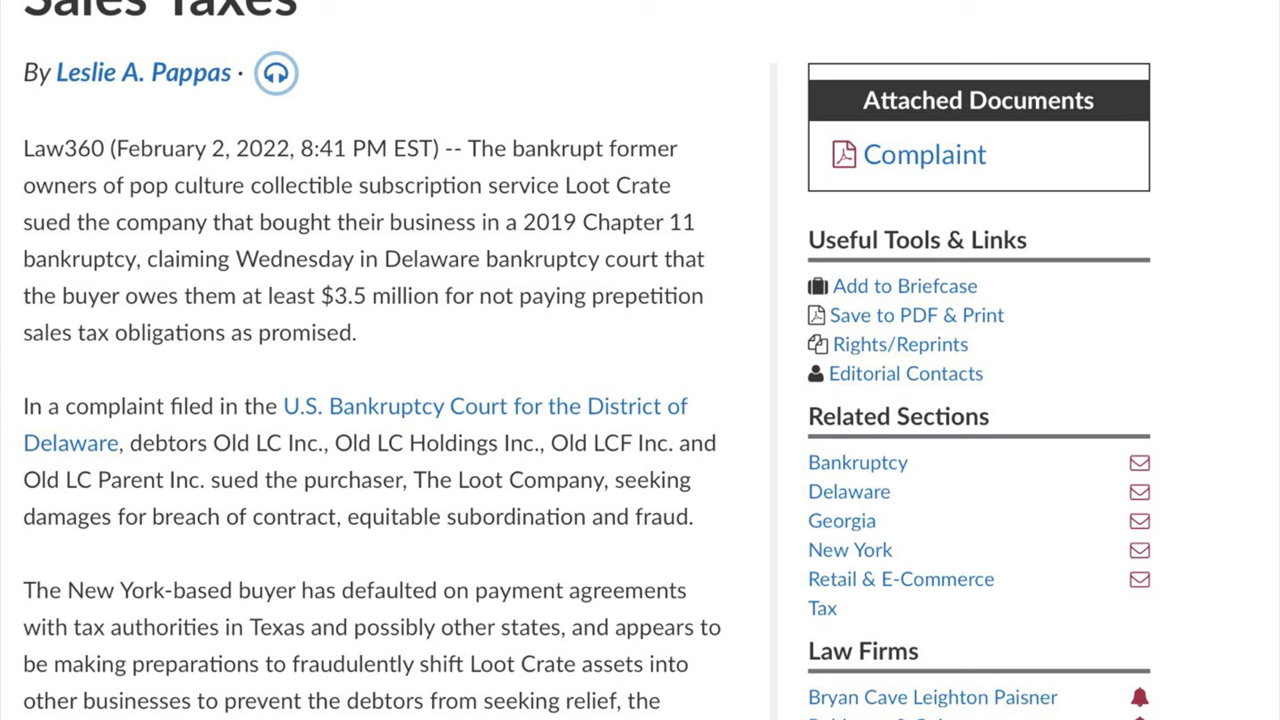 Sales Taxes
By Leslie A. Pappas ·
Law360 (February 2, 2022, 8:41 PM EST) -- The bankrupt former
owners of pop culture collectible subscription service Loot Crate
sued the company that bought their business in a 2019 Chapter 11
bankruptcy, claiming Wednesday in Delaware bankruptcy court that
the buyer owes them at least $3.5 million for not paying prepetition
sales tax obligations as promised.
In a complaint filed in the U.S. Bankruptcy Court for the District of
Delaware, debtors Old LC Inc., Old LC Holdings Inc., Old LCF Inc. and
Old LC Parent Inc. sued the purchaser, The Loot Company, seeking
damages for breach of contract, equitable subordination and fraud.
The New York-based buyer has defaulted on payment agreements
with tax authorities in Texas and possibly other states, and appears to
be making preparations to fraudulently shift Loot Crate assets into
other businesses to prevent the debtors from seeking relief, the
Attached Documents
Complaint
Useful Tools & Links
Add to Briefcase
Save to PDF & Print
Rights/Reprints
Editorial Contacts
Related Sections
Bankruptcy
Delaware
Georgia
New York
Retail & E-Commerce
Tax
Law Firms
Bryan Cave Leighton Paisner